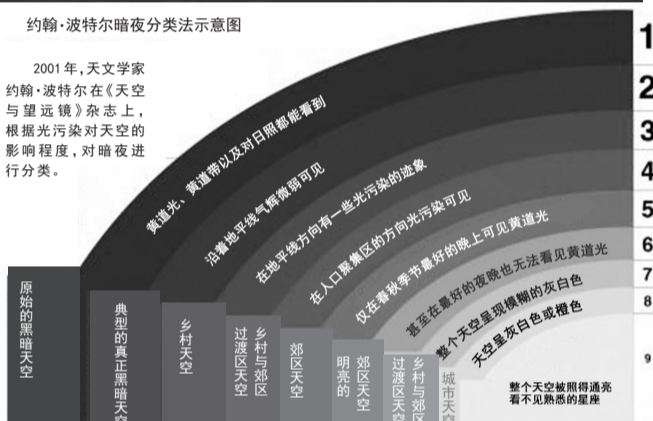 约翰·波特尔暗夜分类法示意图
2001年,天文学家
约翰·波特尔在《天空
与望远镜》杂志上,
根据光污染对天空的
影响程度,对暗夜进
行分类。
黄道光、黄道带以及对日照都能看到
沿着地平线气辉微弱可见
在地平线方向有一些光污染的迹象
在人口聚集区的方向光污染可见
仅在春秋季节最好的晚上可见黄道光
甚至在最好的夜晚也无法看见黄道光
整个天空呈现模糊的灰白色
天空呈灰白色或橙色
整个天空被照得通亮
看不见熟悉的星座
1
2
3
4
5
6
7
8
9
原始的黑暗天空
典型的真正黑暗天空
乡村天空
乡村与郊区
过渡区天空
郊区天空
郊区天空
明亮的
乡村与郊区
过渡区天空
城市天空